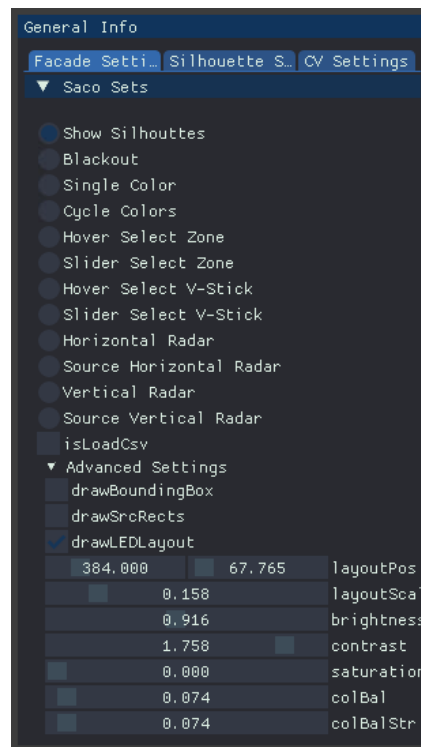 General Info
Facade Setti… Silhouette S… CV Settings
Saco Sets
Show Silhouttes
Blackout
Single Color
Cycle Colors
Hover Select Zone
Slider Select Zone
Hover Select V-Stick
Slider Select V-Stick
Horizontal Radar
Source Horizontal Radar
Vertical Radar
Source Vertical Radar
isLoadCsv
Advanced Settings
drawBoundingBox
drawSrcRects
drawLEDLayout
384.000 67.765 layoutPos
0.158 layoutScal
0.916 brightness
1.758 contrast
0.000 saturation
0.074 colBal
0.074 colBalStr